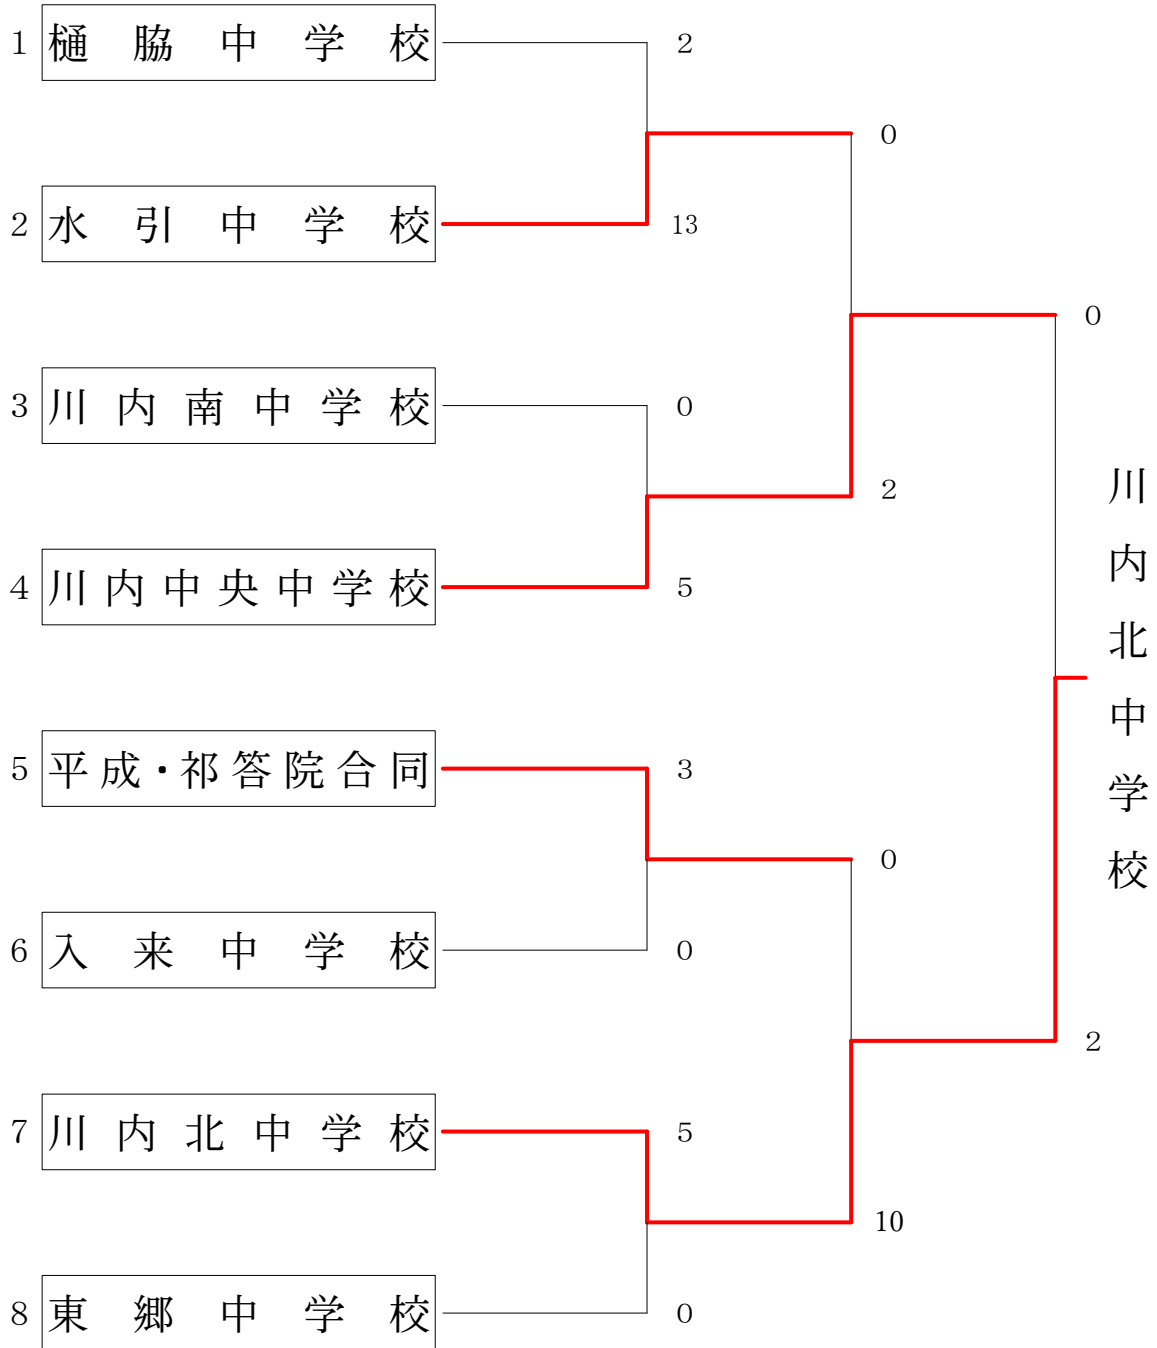 1 樋脇中学校
2
0
2 水引中学校
13
0
3 川内南中学校
0
2
4 川内中央中学校
5
川内北中学校
5 平成・祁答院合同
3
0
6 入来中学校
0
2
7 川内北中学校
5
10
8 東郷中学校
0